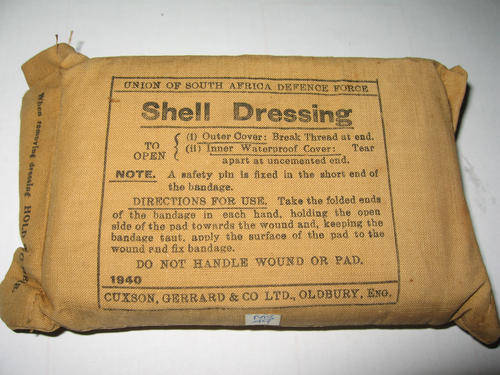 UNION OF SOUTH AFRICA DEFENCE FORCE
Shell Dressing
TO OPEN { (i) Outer Cover: Break Thread at end.
(ii) Inner Waterproof Cover: Tear
apart at uncemented end.
NOTE. A safety pin is fixed in the short end of
the bandage.
DIRECTIONS FOR USE. Take the folded ends
of the bandage in each hand, holding the open
side of the pad towards the wound and, keeping the
bandage taut, apply the surface of the pad to the
wound and fix bandage.
DO NOT HANDLE WOUND OR PAD.
1940
CUXSON, GERRARD & CO LTD., OLDBURY, ENG.
When removing dressing HOLD